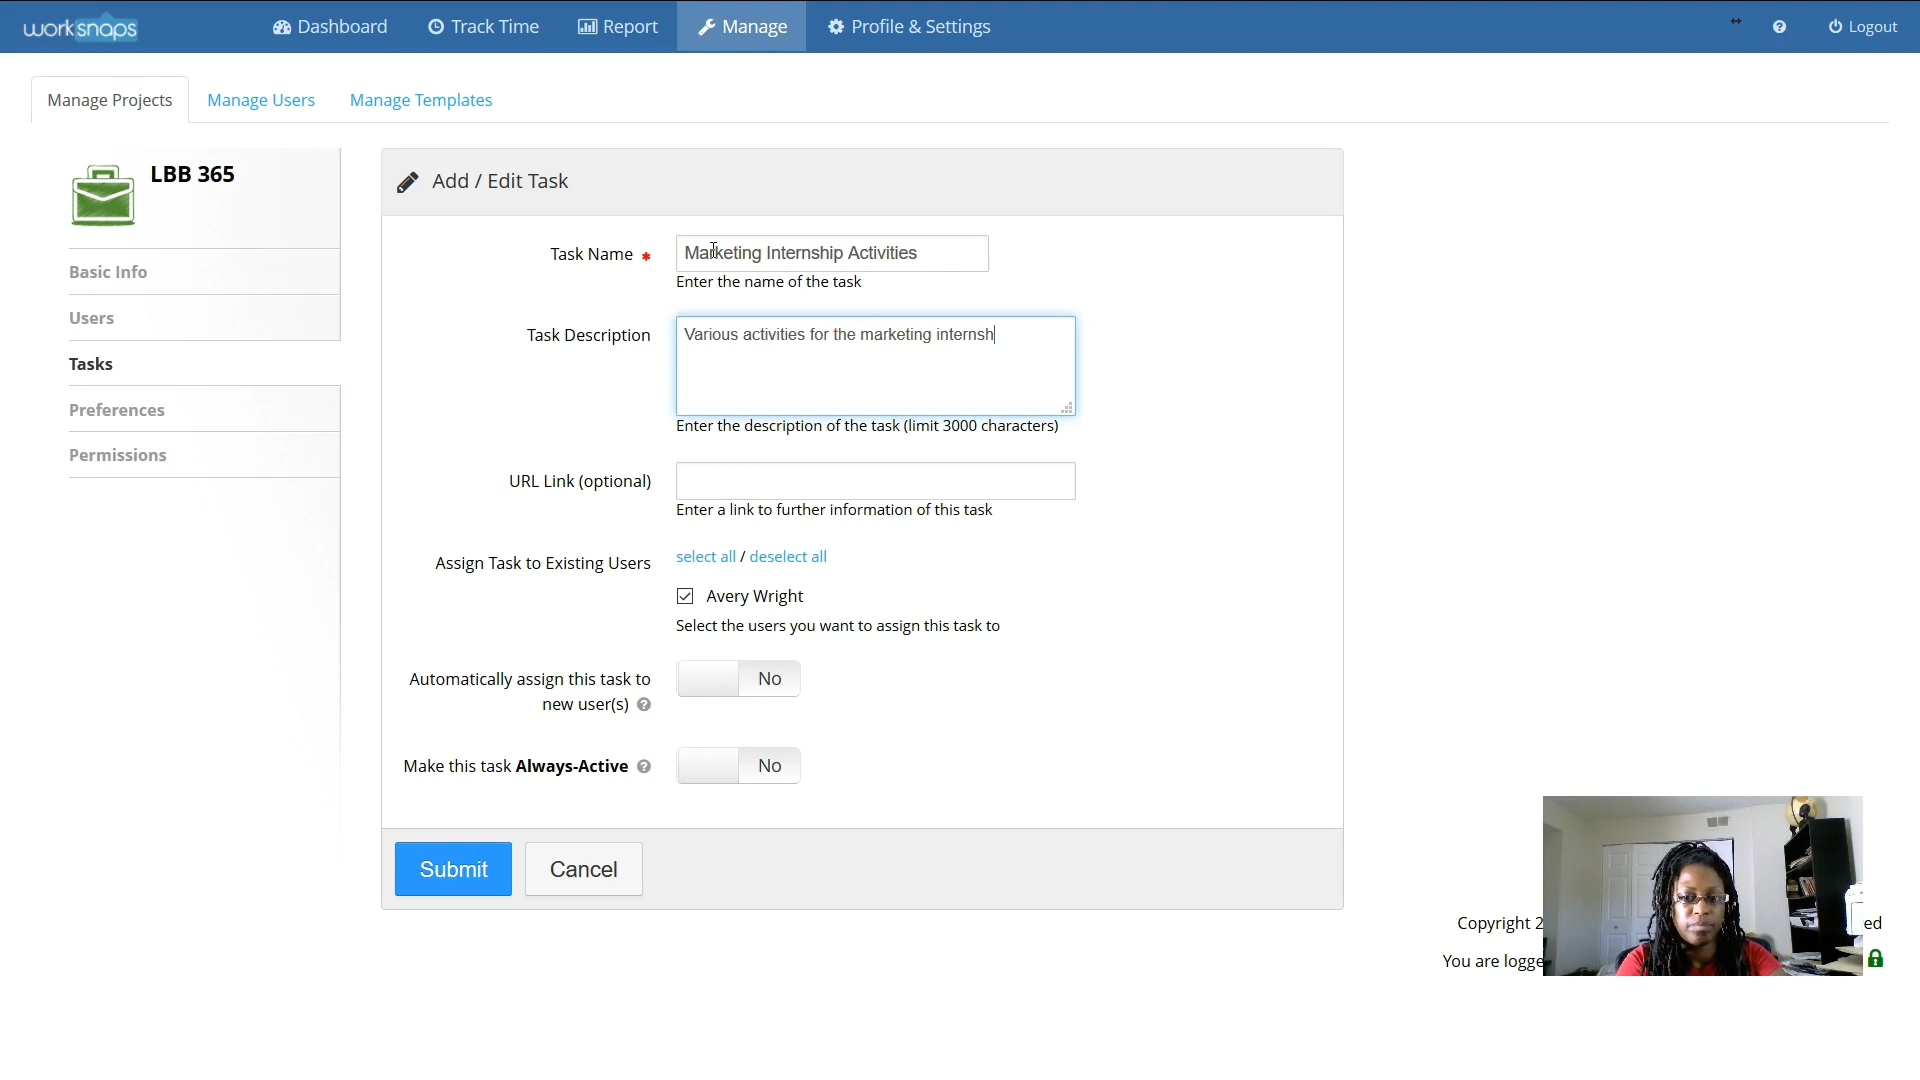 worksnaps
Dashboard
Track Time
Report
Manage
Profile & Settings
Logout
Manage Projects
Manage Users
Manage Templates
LBB 365
Basic Info
Users
Tasks
Preferences
Permissions
Add / Edit Task
Task Name *
Marketing Internship Activities
Enter the name of the task
Task Description
Various activities for the marketing internsh
Enter the description of the task (limit 3000 characters)
URL Link (optional)
Enter a link to further information of this task
Assign Task to Existing Users
select all / deselect all
Avery Wright
Select the users you want to assign this task to
Automatically assign this task to
new user(s) ?
No
Make this task Always-Active ?
No
Submit
Cancel
Copyright 2
ed
You are logge